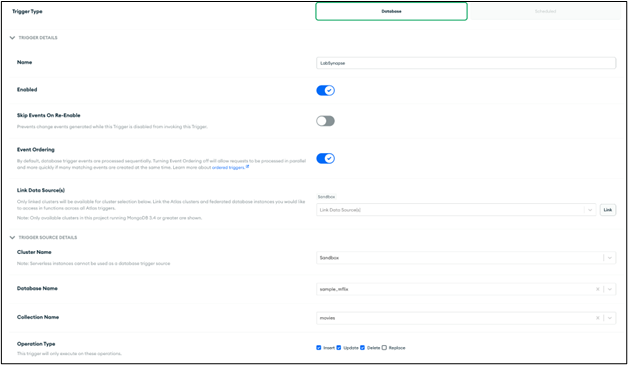 Trigger Type
Database
Scheduled
TRIGGER DETAILS
Name
LabSynapse
Enabled
Skip Events On Re-Enable
Prevents change events generated while this Trigger is disabled from invoking this Trigger.
Event Ordering
By default, database trigger events are processed sequentially. Turning Event Ordering off will allow requests to be processed in parallel
and more quickly if many matching events are created at the same time. Learn more about ordered triggers.
Link Data Source(s)
Only linked clusters will be available for cluster selection below. Link the Atlas clusters and federated database instances you would like
to access in functions across all Atlas triggers.
Note: Only available clusters in this project running MongoDB 3.6 or greater are shown.
Sandbox
Link Data Source(s)
Link
TRIGGER SOURCE DETAILS
Cluster Name
Note: Serverless instances cannot be used as a database trigger source
Sandbox
Database Name
sample_mflix
Collection Name
movies
Operation Type
This trigger will only execute on these operations.
Insert Update Delete Replace